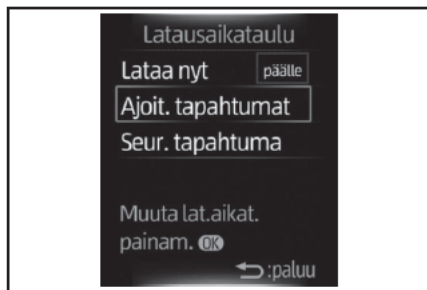 Latausaikataulu
Lataa nyt päälle
Ajoit. tapahtumat
Seur. tapahtuma
Muuta lat.aikat.
painam. OK
:paluu